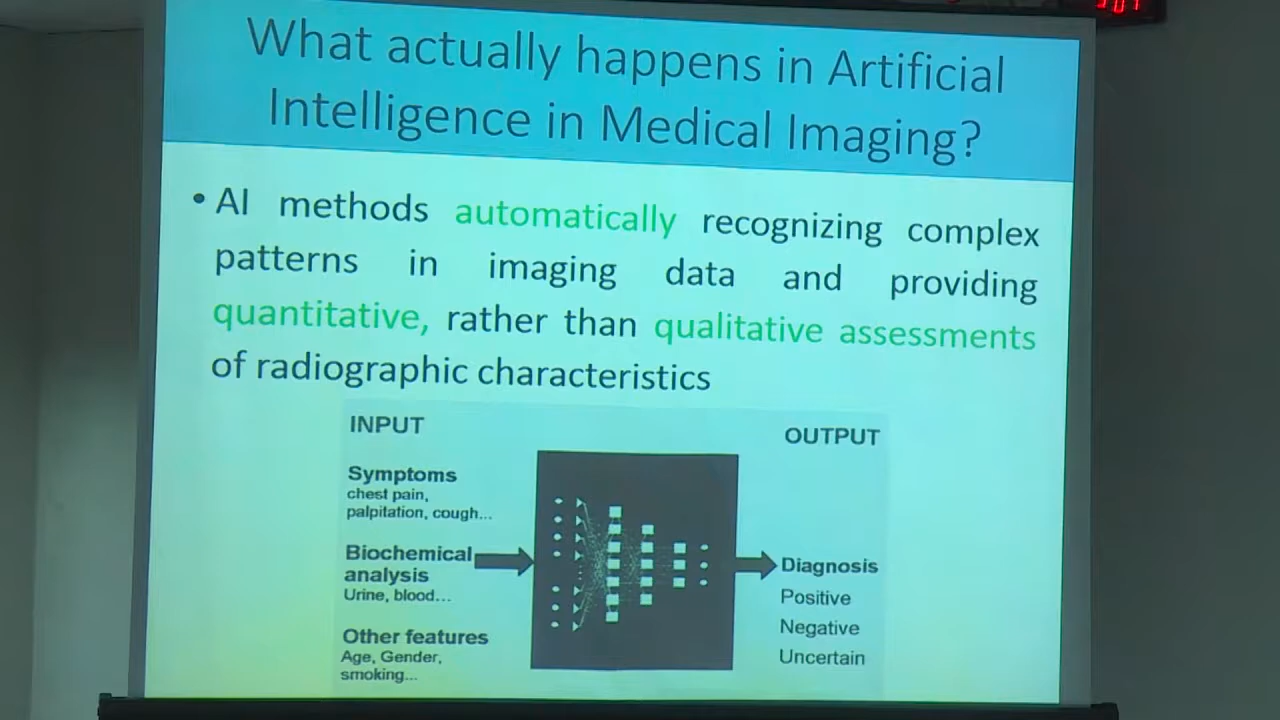 What actually happens in Artificial
Intelligence in Medical Imaging?
• AI methods automatically recognizing complex
patterns in imaging data and providing
quantitative, rather than qualitative assessments
of radiographic characteristics
INPUT
Symptoms
chest pain,
palpitation, cough...
Biochemical
analysis
Urine, blood...
Other features
Age, Gender,
smoking...
OUTPUT
Diagnosis
Positive
Negative
Uncertain